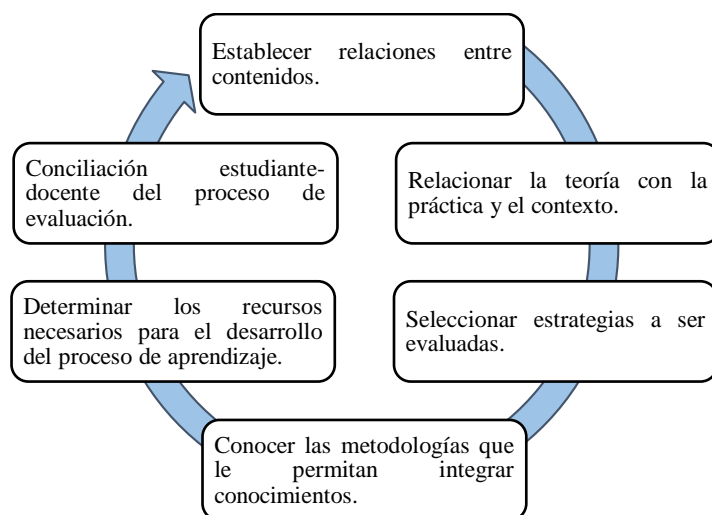 Establecer relaciones entre
contenidos.
Relacionar la teoría con la
práctica y el contexto.
Seleccionar estrategias a ser
evaluadas.
Conocer las metodologías que
le permitan integrar
conocimientos.
Determinar los recursos
necesarios para el desarrollo
del proceso de aprendizaje.
Conciliación estudiante-
docente del proceso de
evaluación.